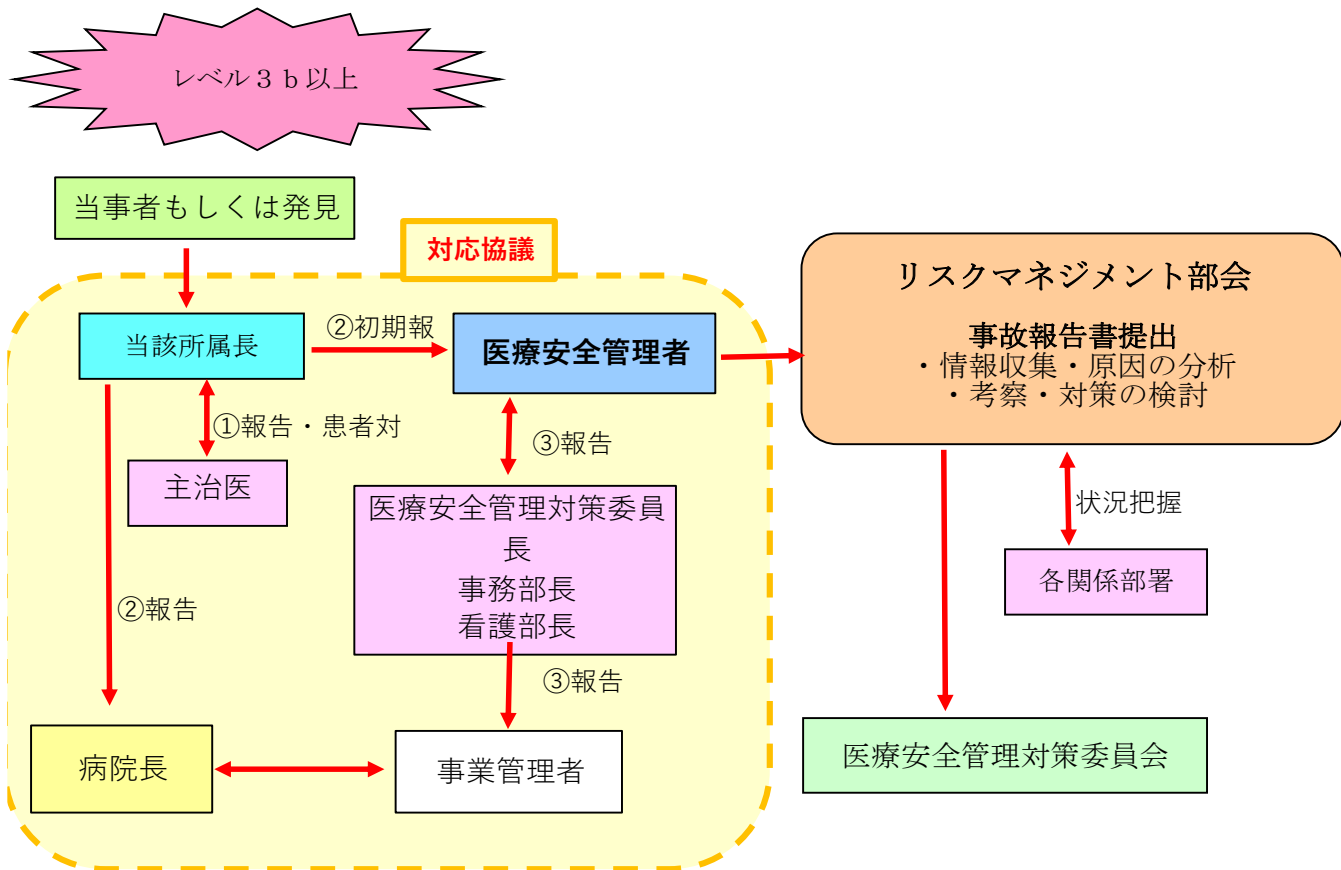 レベル３ｂ以上
当事者もしくは発見
対応協議
当該所属長
②初期報
医療安全管理者
①報告・患者対
主治医
③報告
医療安全管理対策委員
長
事務部長
看護部長
②報告
③報告
病院長
事業管理者
リスクマネジメント部会
事故報告書提出
・情報収集・原因の分析
・考察・対策の検討
状況把握
各関係部署
医療安全管理対策委員会